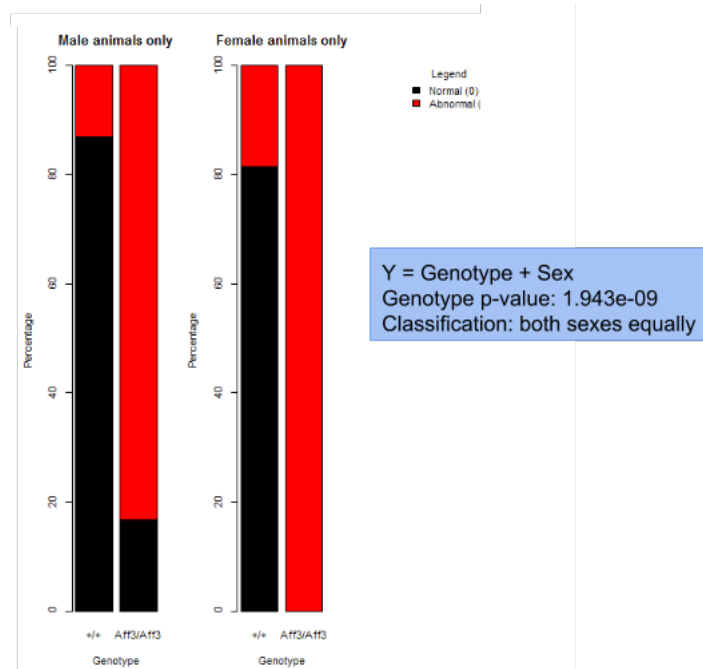 Male animals only
Female animals only
Legend
Normal (0)
Abnormal (
100
80
60
40
20
0
Percentage
+/+ Aff3/Aff3
Genotype
100
80
60
40
20
0
Percentage
+/+ Aff3/Aff3
Genotype
Y = Genotype + Sex
Genotype p-value: 1.943e-09
Classification: both sexes equally